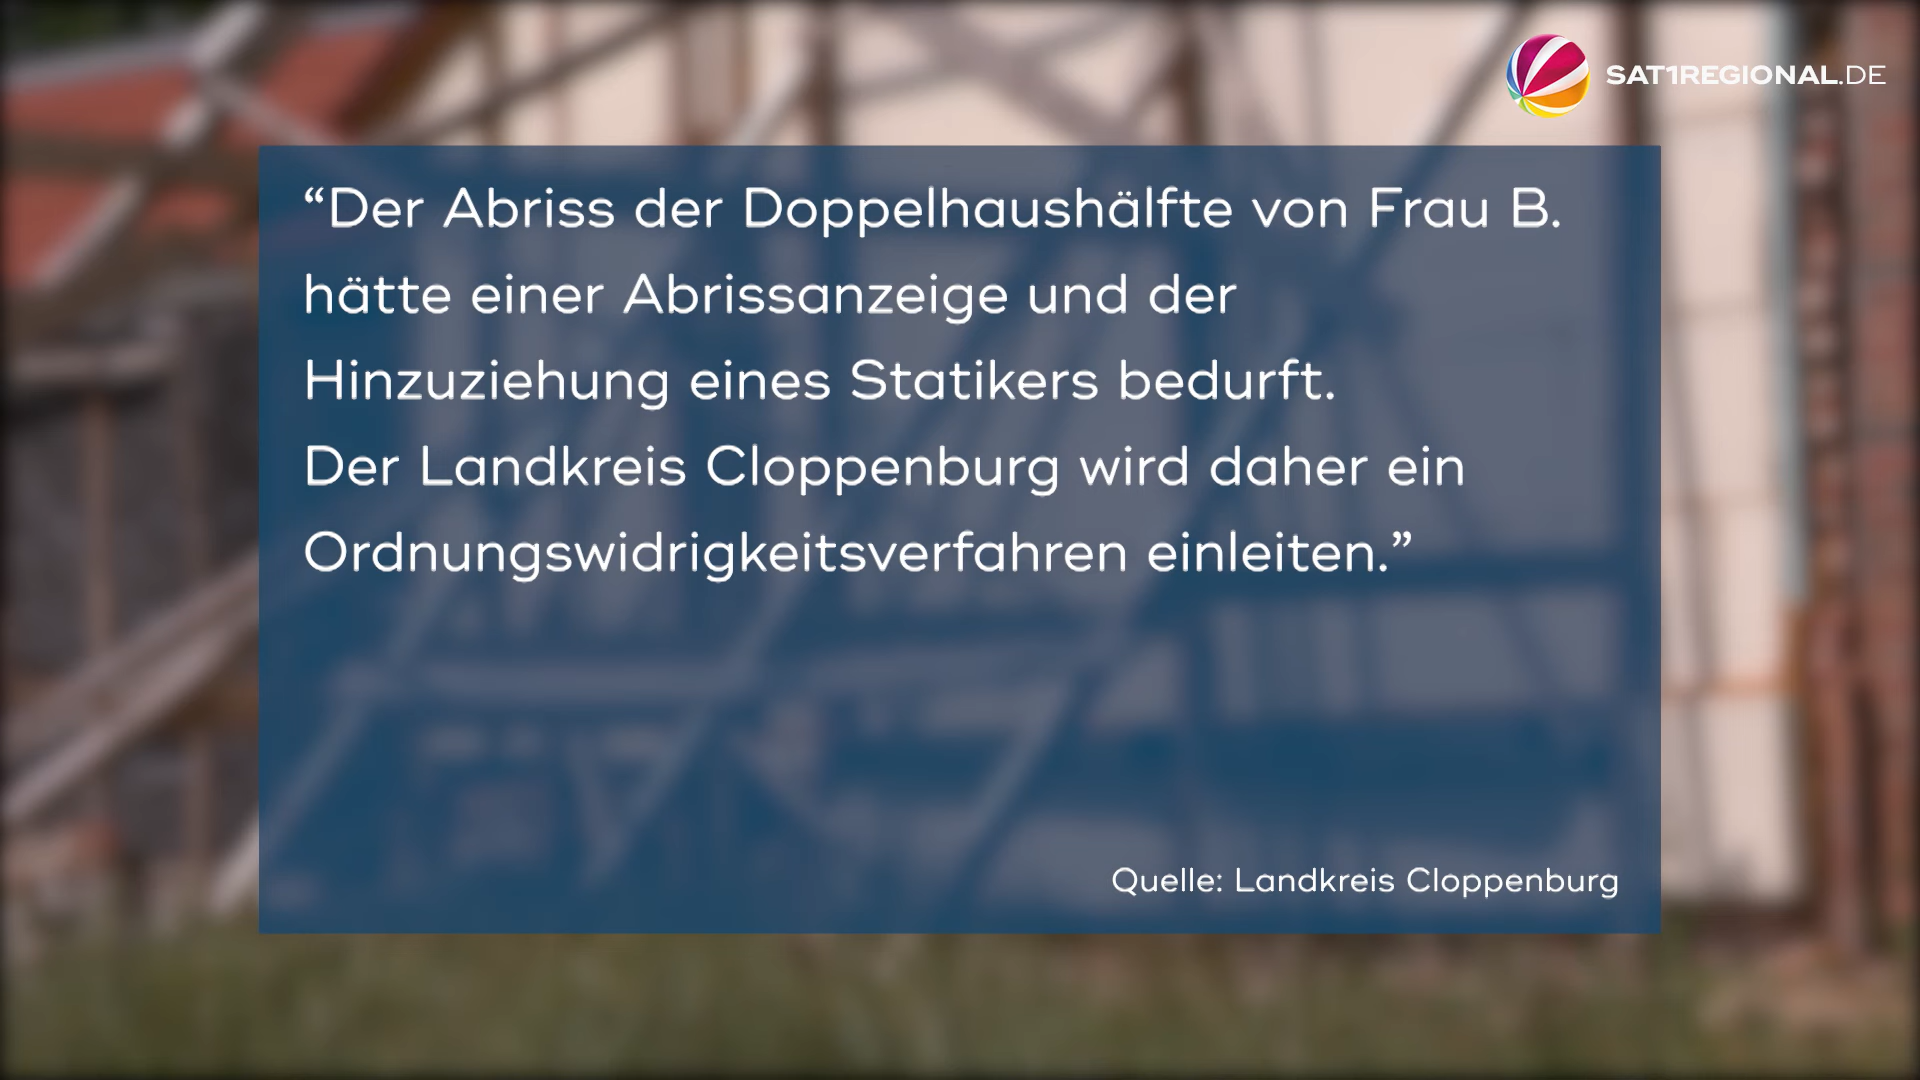 SAT1REGIONAL.DE
“Der Abriss der Doppelhaushälfte von Frau B.
hätte einer Abrissanzeige und der
Hinzuziehung eines Statikers bedurft.
Der Landkreis Cloppenburg wird daher ein
Ordnungswidrigkeitsverfahren einleiten.”
Quelle: Landkreis Cloppenburg